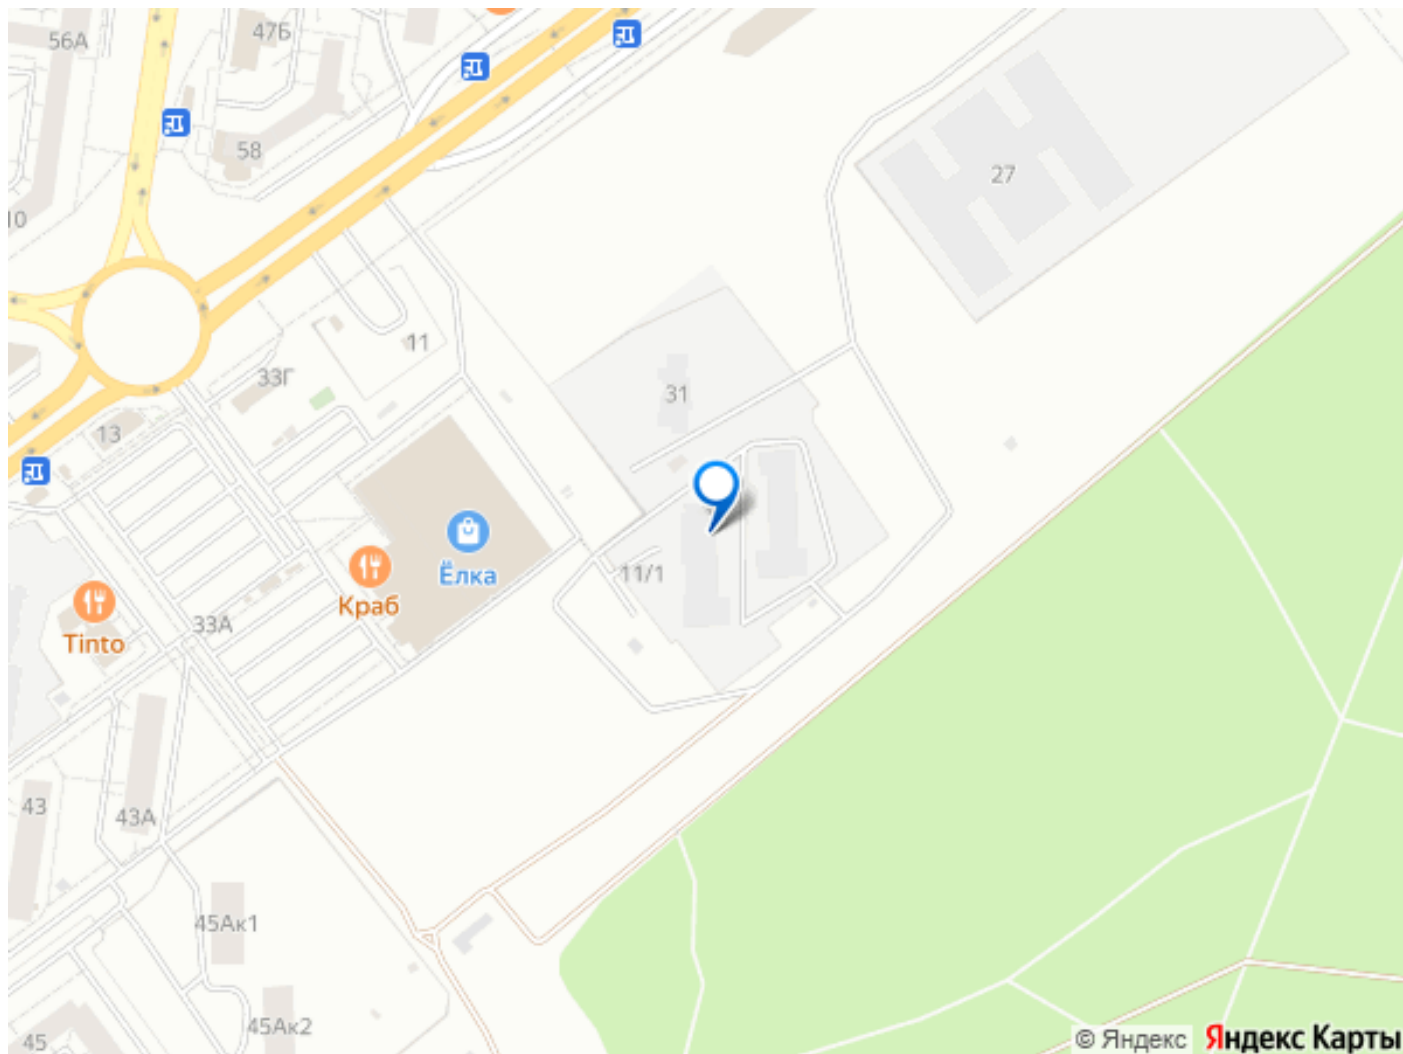 56А
47Б
58
10
27
11
31
33Г
13
11/1
Ёлка
Краб
Tinto
33А
43
43А
45Ак1
45Ак2
45
© Яндекс
Яндекс Карты